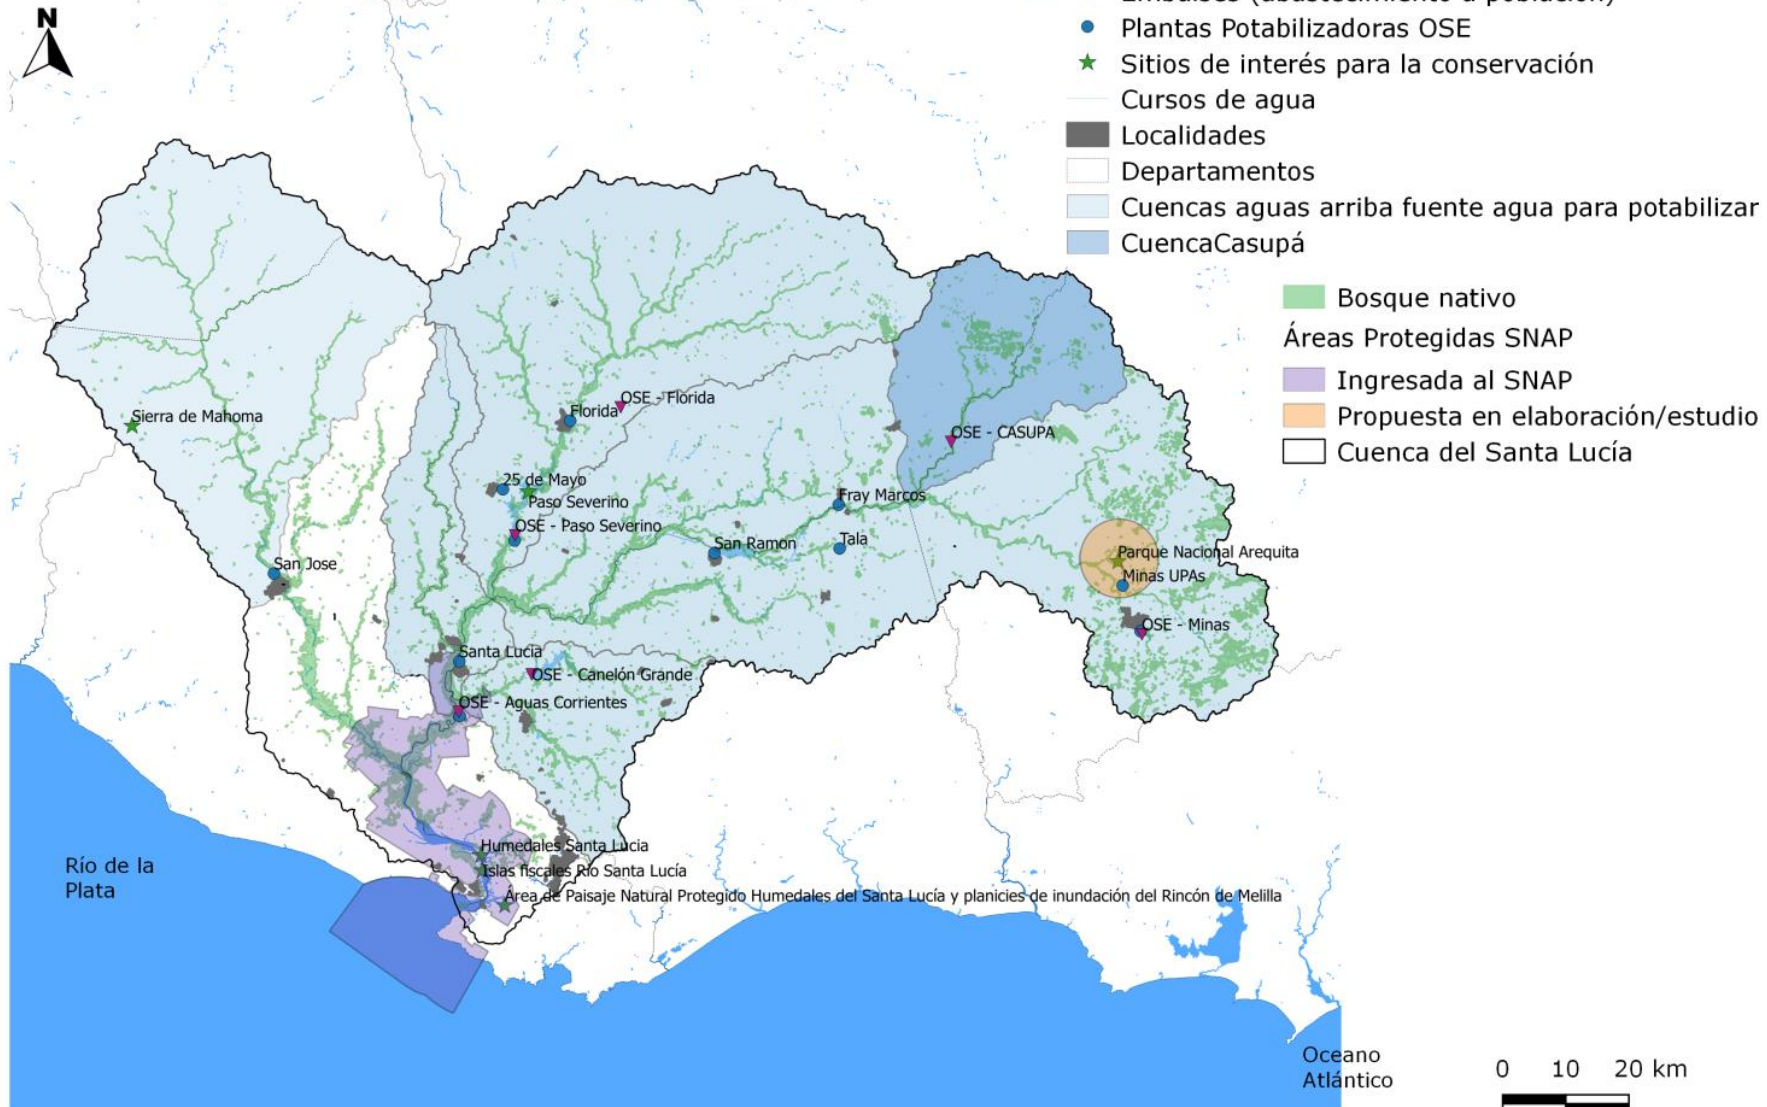 N
Embalses (abastecimiento a población)
Plantas Potabilizadoras OSE
Sitios de interés para la conservación
Cursos de agua
Localidades
Departamentos
Cuencas aguas arriba fuente agua para potabilizar
CuencaCasupá
Bosque nativo
Áreas Protegidas SNAP
Ingresada al SNAP
Propuesta en elaboración/estudio
Cuenca del Santa Lucía
Sierra de Mahoma
Florida
OSE - Florida
OSE - CASUPA
25 de Mayo
Paso Severino
Fray Marcos
OSE - Paso Severino
San Ramon
Tala
Parque Nacional Arequita
San Jose
Minas UPAs
OSE - Minas
Santa Lucia
OSE - Canelón Grande
OSE - Aguas Corrientes
Humedales Santa Lucia
Islas fiscales Río Santa Lucía
Área de Paisaje Natural Protegido Humedales del Santa Lucía y planicies de inundación del Rincón de Melilla
Río de la
Plata
Oceano
Atlántico
0 10 20 km